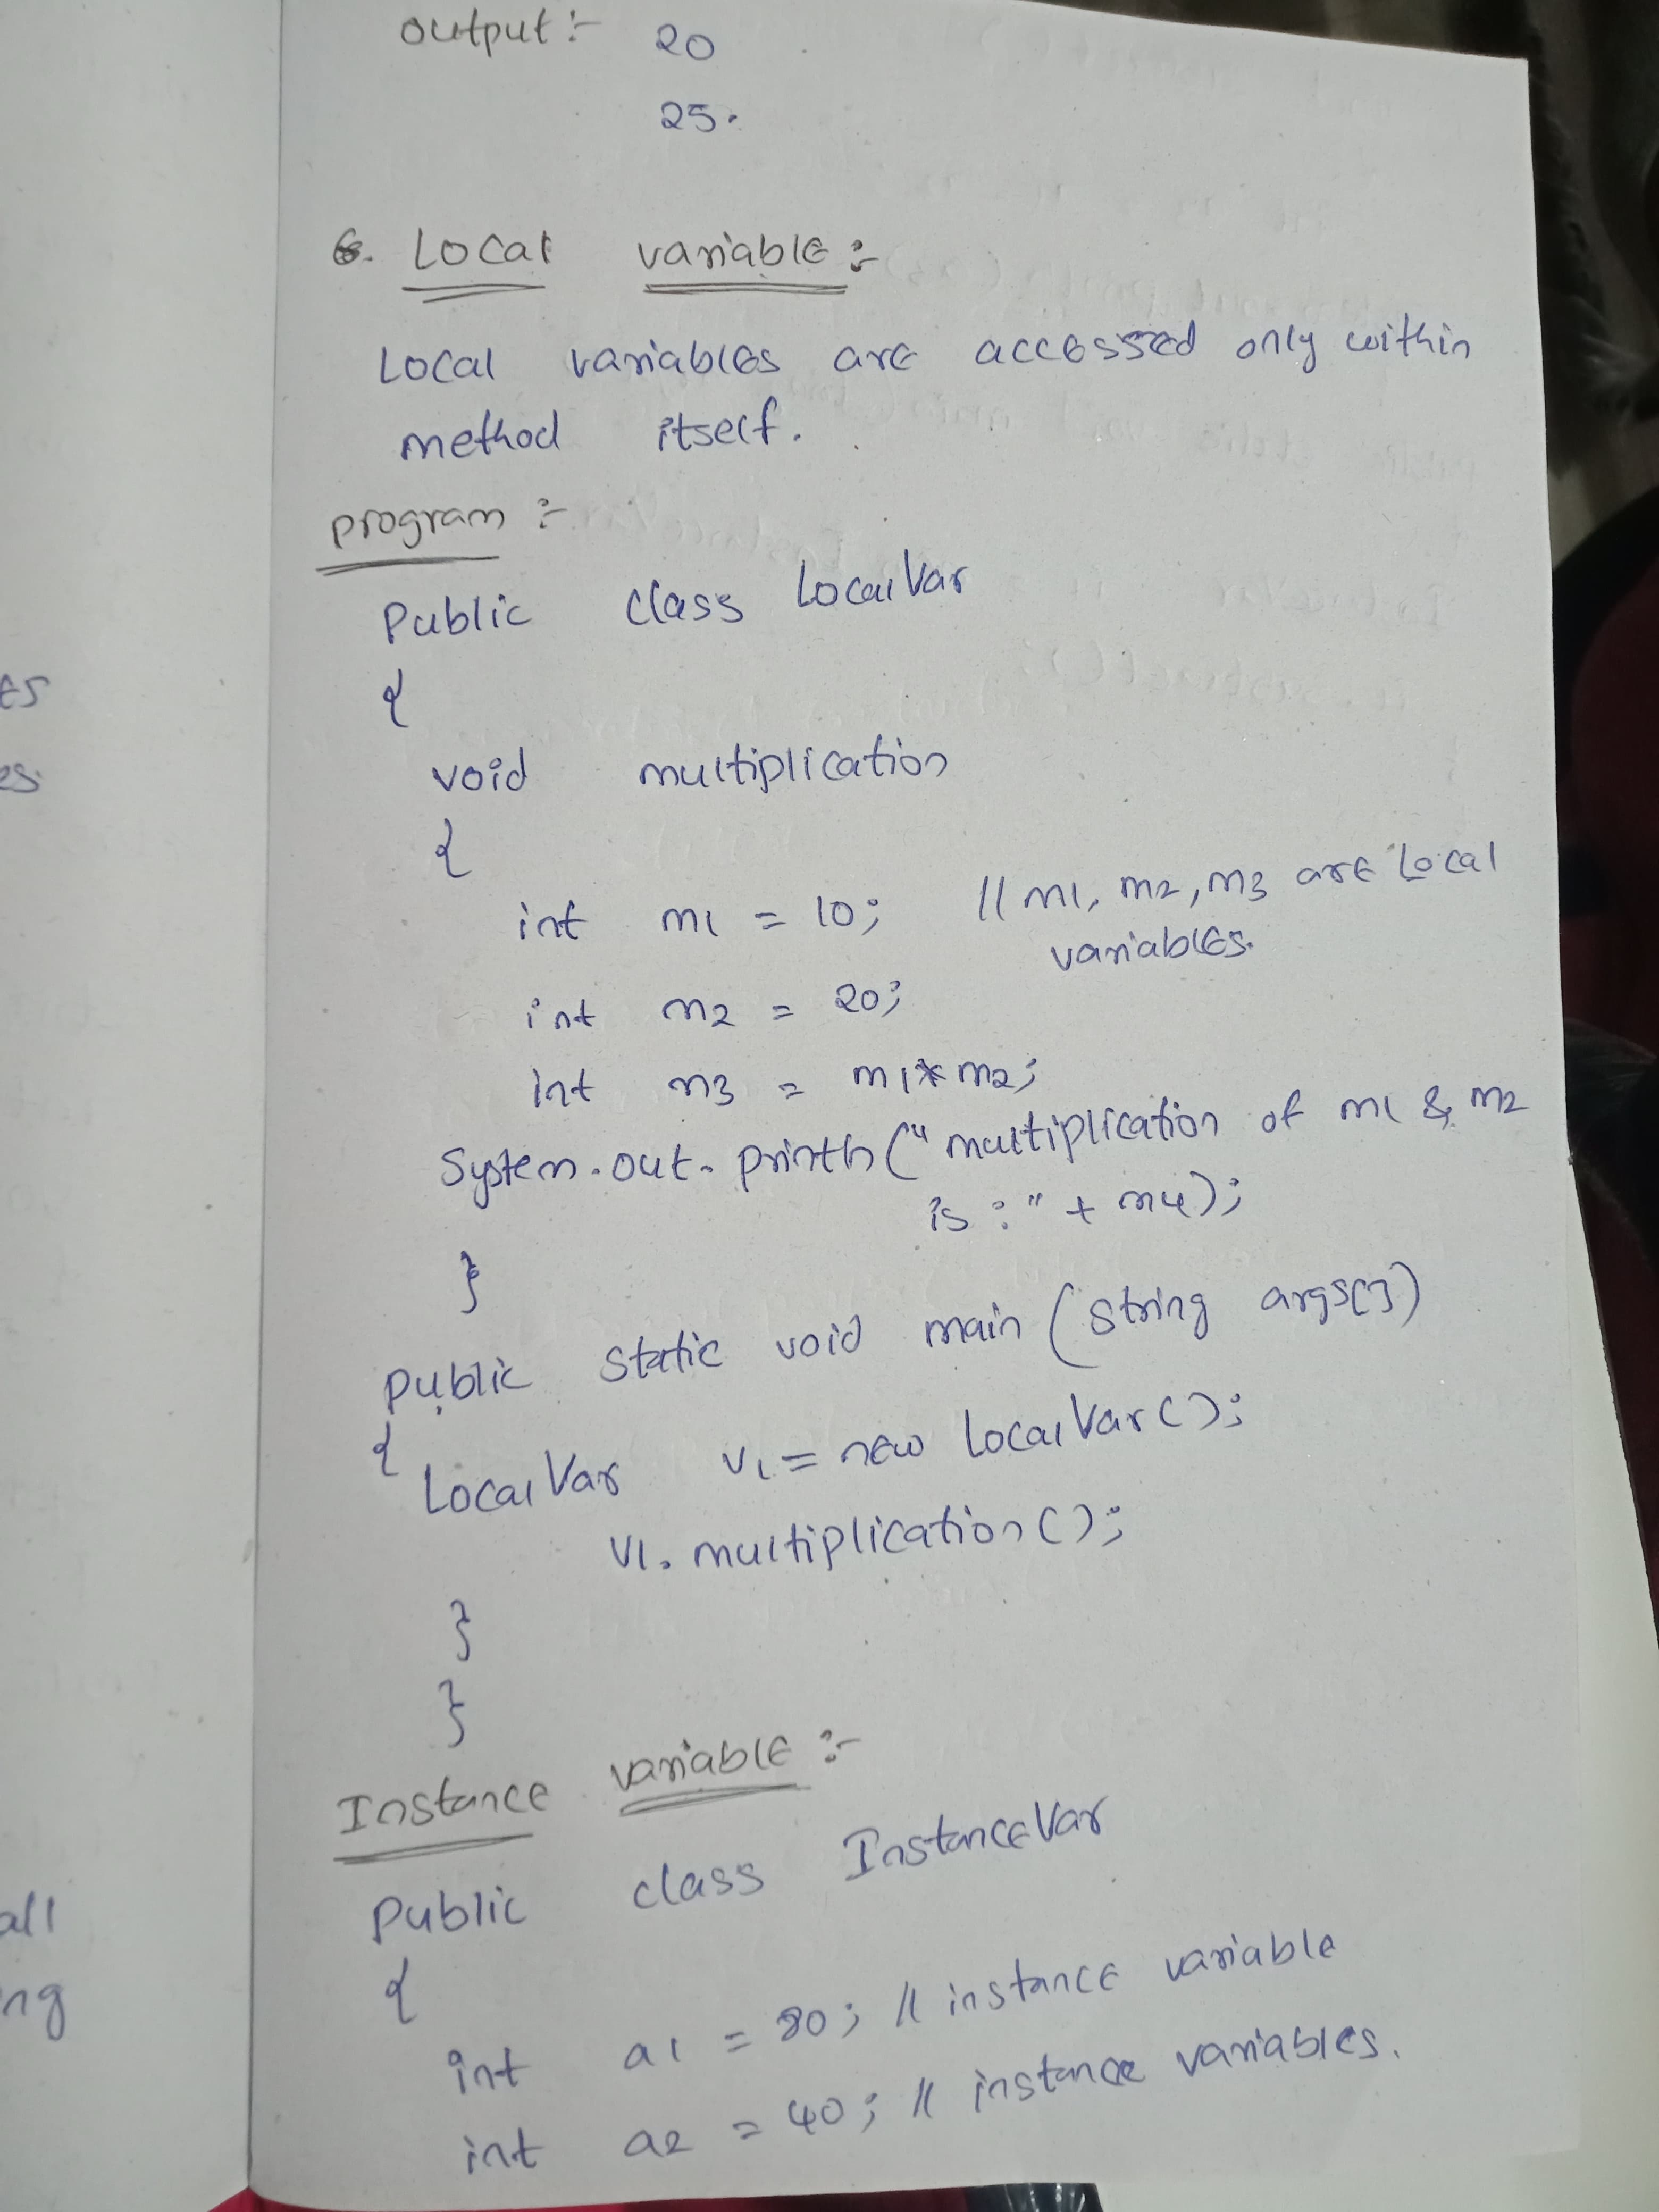 output :-  20
25.
6. Local variable :-
Local variables are accessed only within
method itself.
program :-
Public class LocalVar
{
void multiplication
{
int m1 = 10; // m1, m2, m3 are Local
variables.
int m2 = 20;
int m3 = m1*m2;
System.out.println("multiplication of m1 & m2
is :" + m4);
}
public static void main (String args[])
{
LocalVar v1 = new LocalVar();
v1.multiplication();
}
}
Instance variable :-
Public class InstanceVar
{
int a1 = 80; // instance variable
int a2 = 40; // instance variables.
es
es.
all
ng